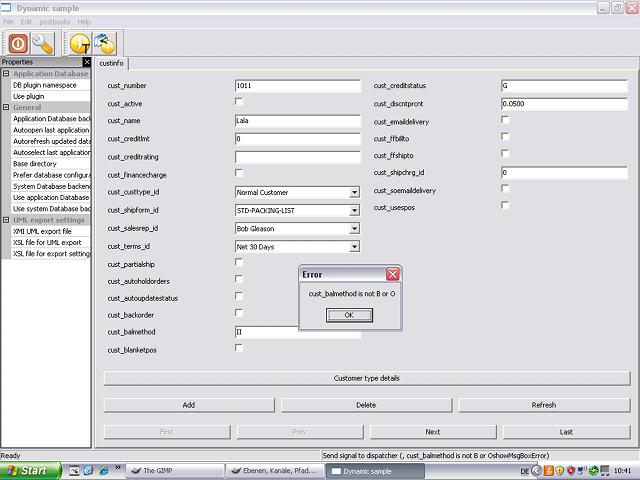 Dynamic sample
File Edit postbooks Help
Properties
Application Database
DB plugin namespace
Use plugin
General
Application Database back
Autoopen last application
Autorefresh updated data
Autoselect last application
Base directory
Prefer database configura
System Database backen
Use application Database
Use system Database bac
UML export settings
XMI UML export file
XSL file for UML export
XSL file for export settings
custinfo
cust_number 1011
cust_active
cust_name Lala
cust_creditlmt 0
cust_creditrating
cust_financecharge
cust_custtype_id Normal Customer
cust_shipform_id STD-PACKING-LIST
cust_salesrep_id Bob Gleason
cust_terms_id Net 30 Days
cust_partialship
cust_autoholdorders
cust_autoupdatestatus
cust_backorder
cust_balmethod II
cust_blanketpos
cust_creditstatus G
cust_discntprcnt 0.0500
cust_emaildelivery
cust_ffbillto
cust_ffshipto
cust_shipchrg_id 0
cust_soemaildelivery
cust_usespos
Error
cust_balmethod is not B or O
OK
Customer type details
Add Delete Refresh
First Prev Next Last
Ready Send signal to dispatcher (, cust_balmethod is not B or OshowMsgBoxError)
Start The GIMP Ebenen, Kanäle, Pfad... Dynamic sample DE 10:41